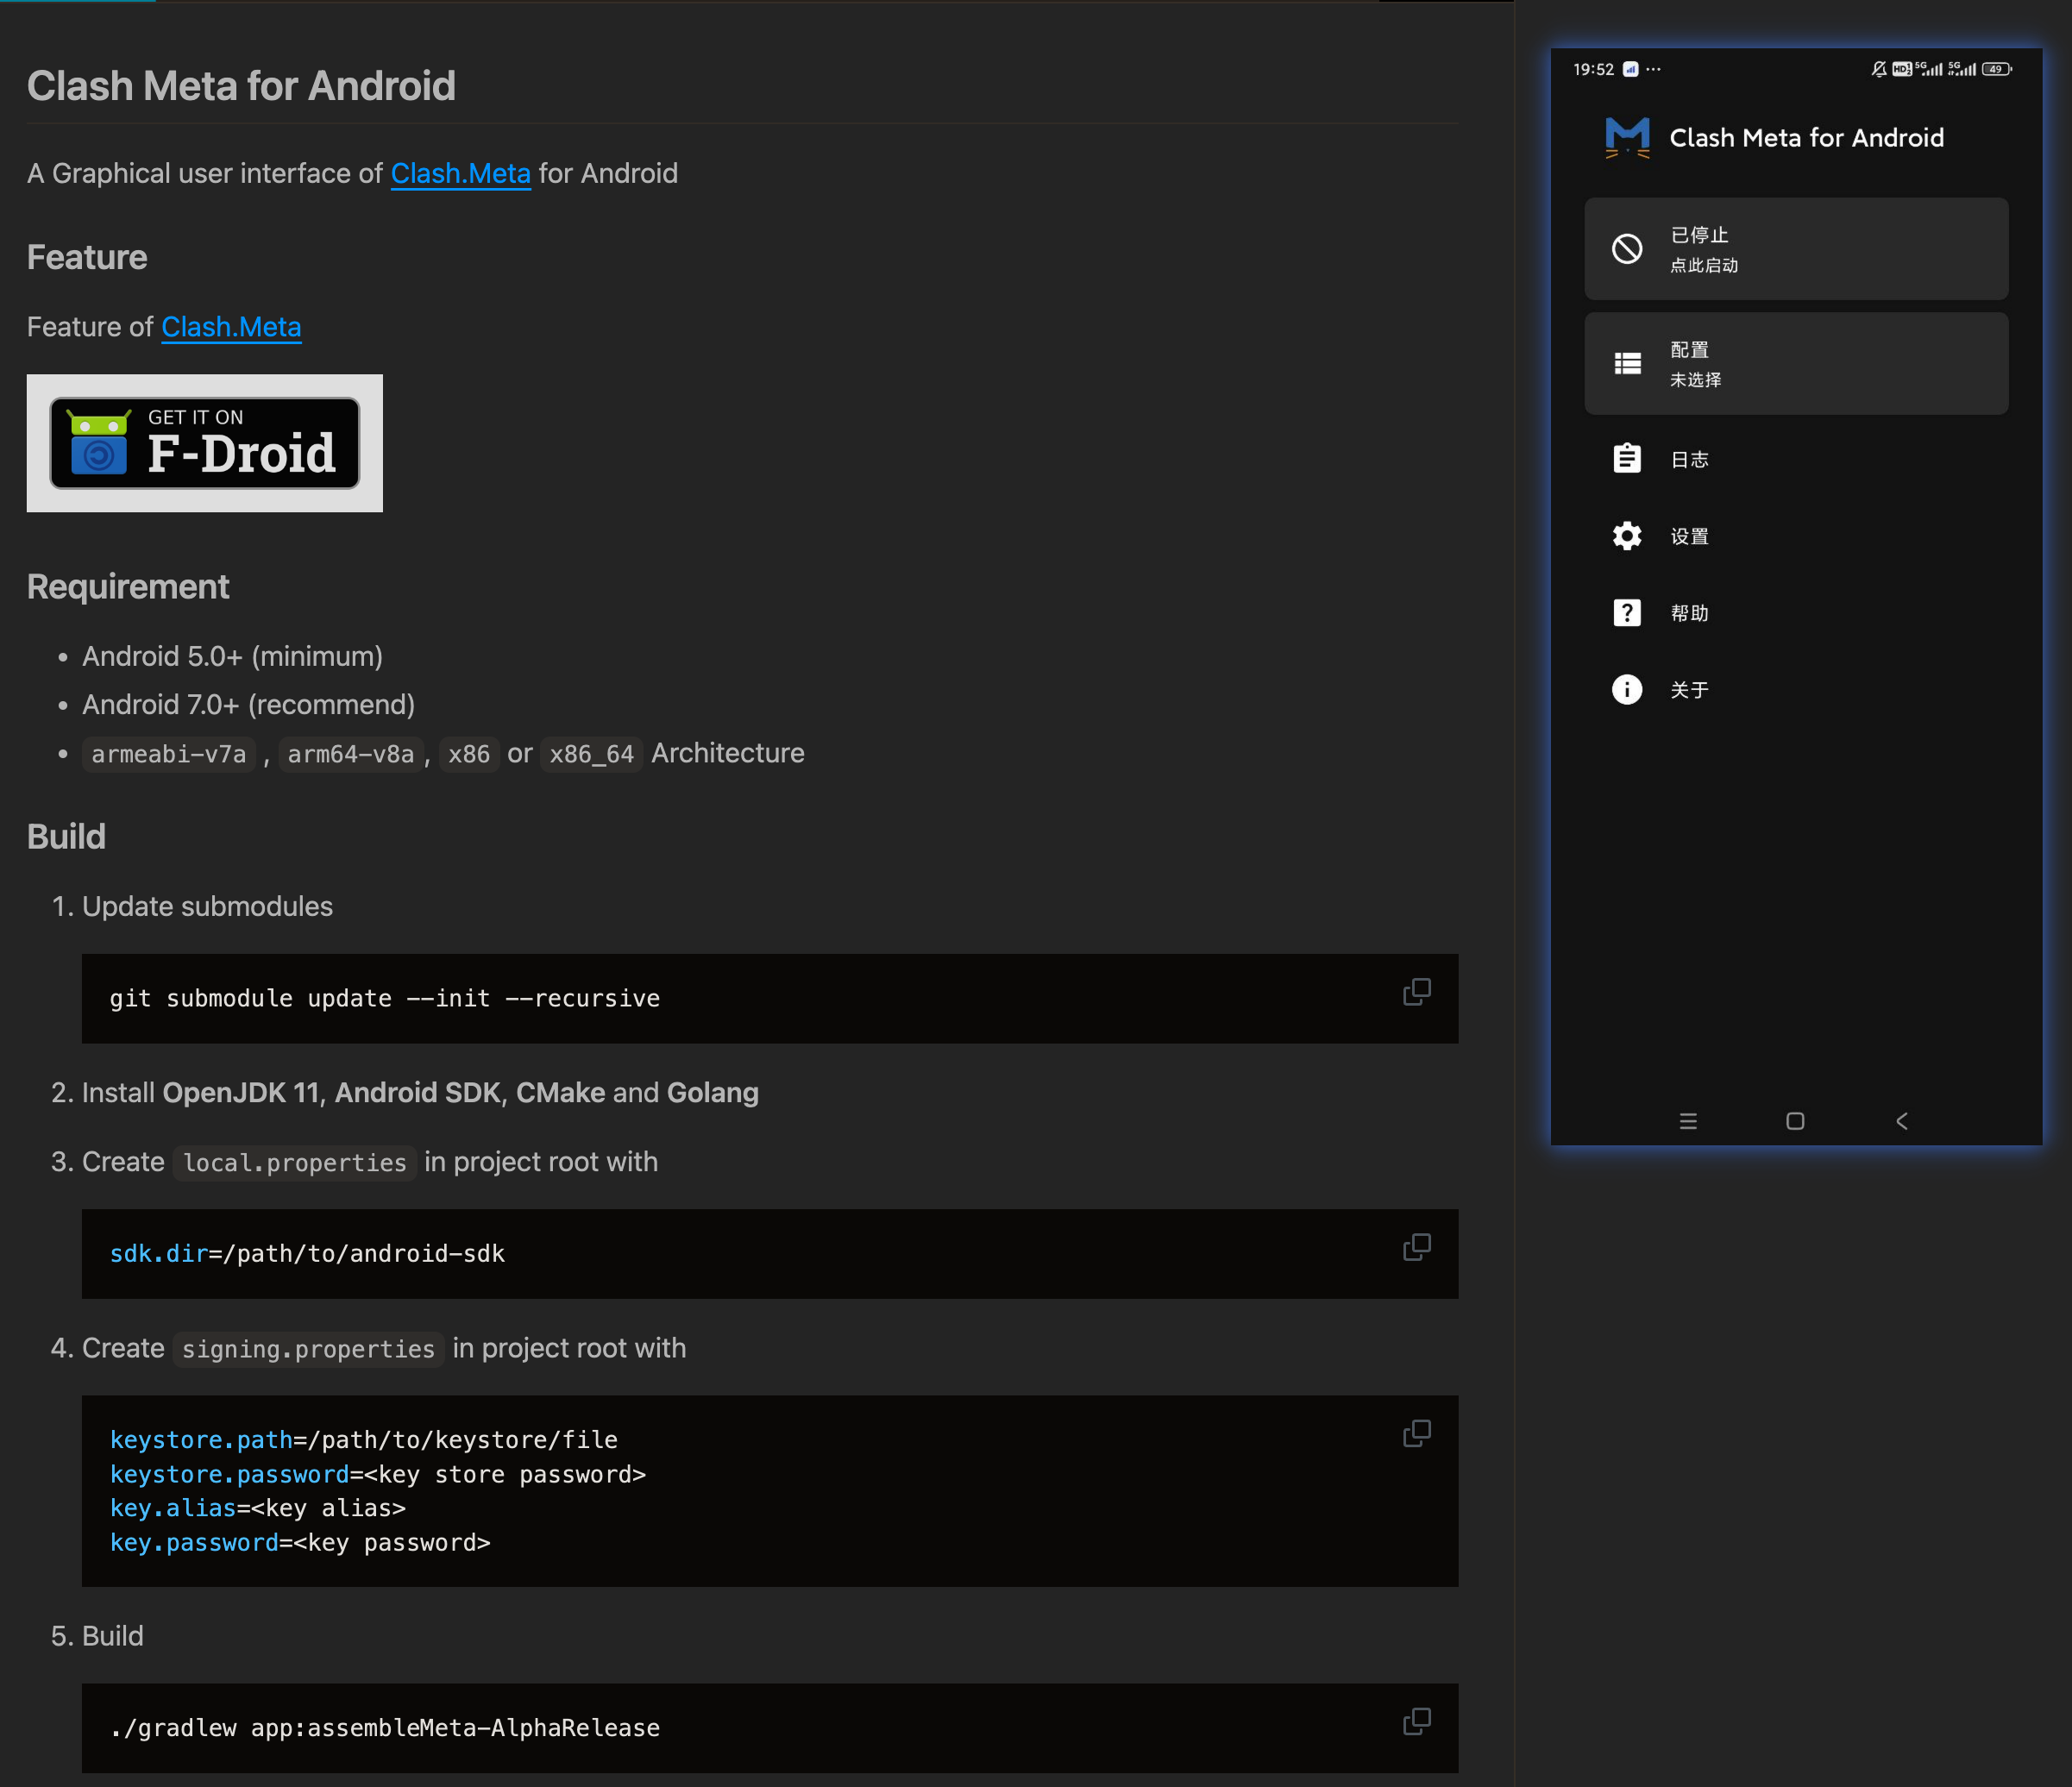 Clash Meta for Android
A Graphical user interface of Clash.Meta for Android
Feature
Feature of Clash.Meta
GET IT ON
F-Droid
Requirement
• Android 5.0+ (minimum)
• Android 7.0+ (recommend)
• armeabi-v7a , arm64-v8a , x86 or x86_64 Architecture
Build
1. Update submodules
git submodule update --init --recursive
2. Install OpenJDK 11, Android SDK, CMake and Golang
3. Create local.properties in project root with
sdk.dir=/path/to/android-sdk
4. Create signing.properties in project root with
keystore.path=/path/to/keystore/file
keystore.password=<key store password>
key.alias=<key alias>
key.password=<key password>
5. Build
./gradlew app:assembleMeta-AlphaRelease
19:52 ··· HD 5G 5G 49
Clash Meta for Android
已停止
点此启动
配置
未选择
日志
设置
帮助
关于